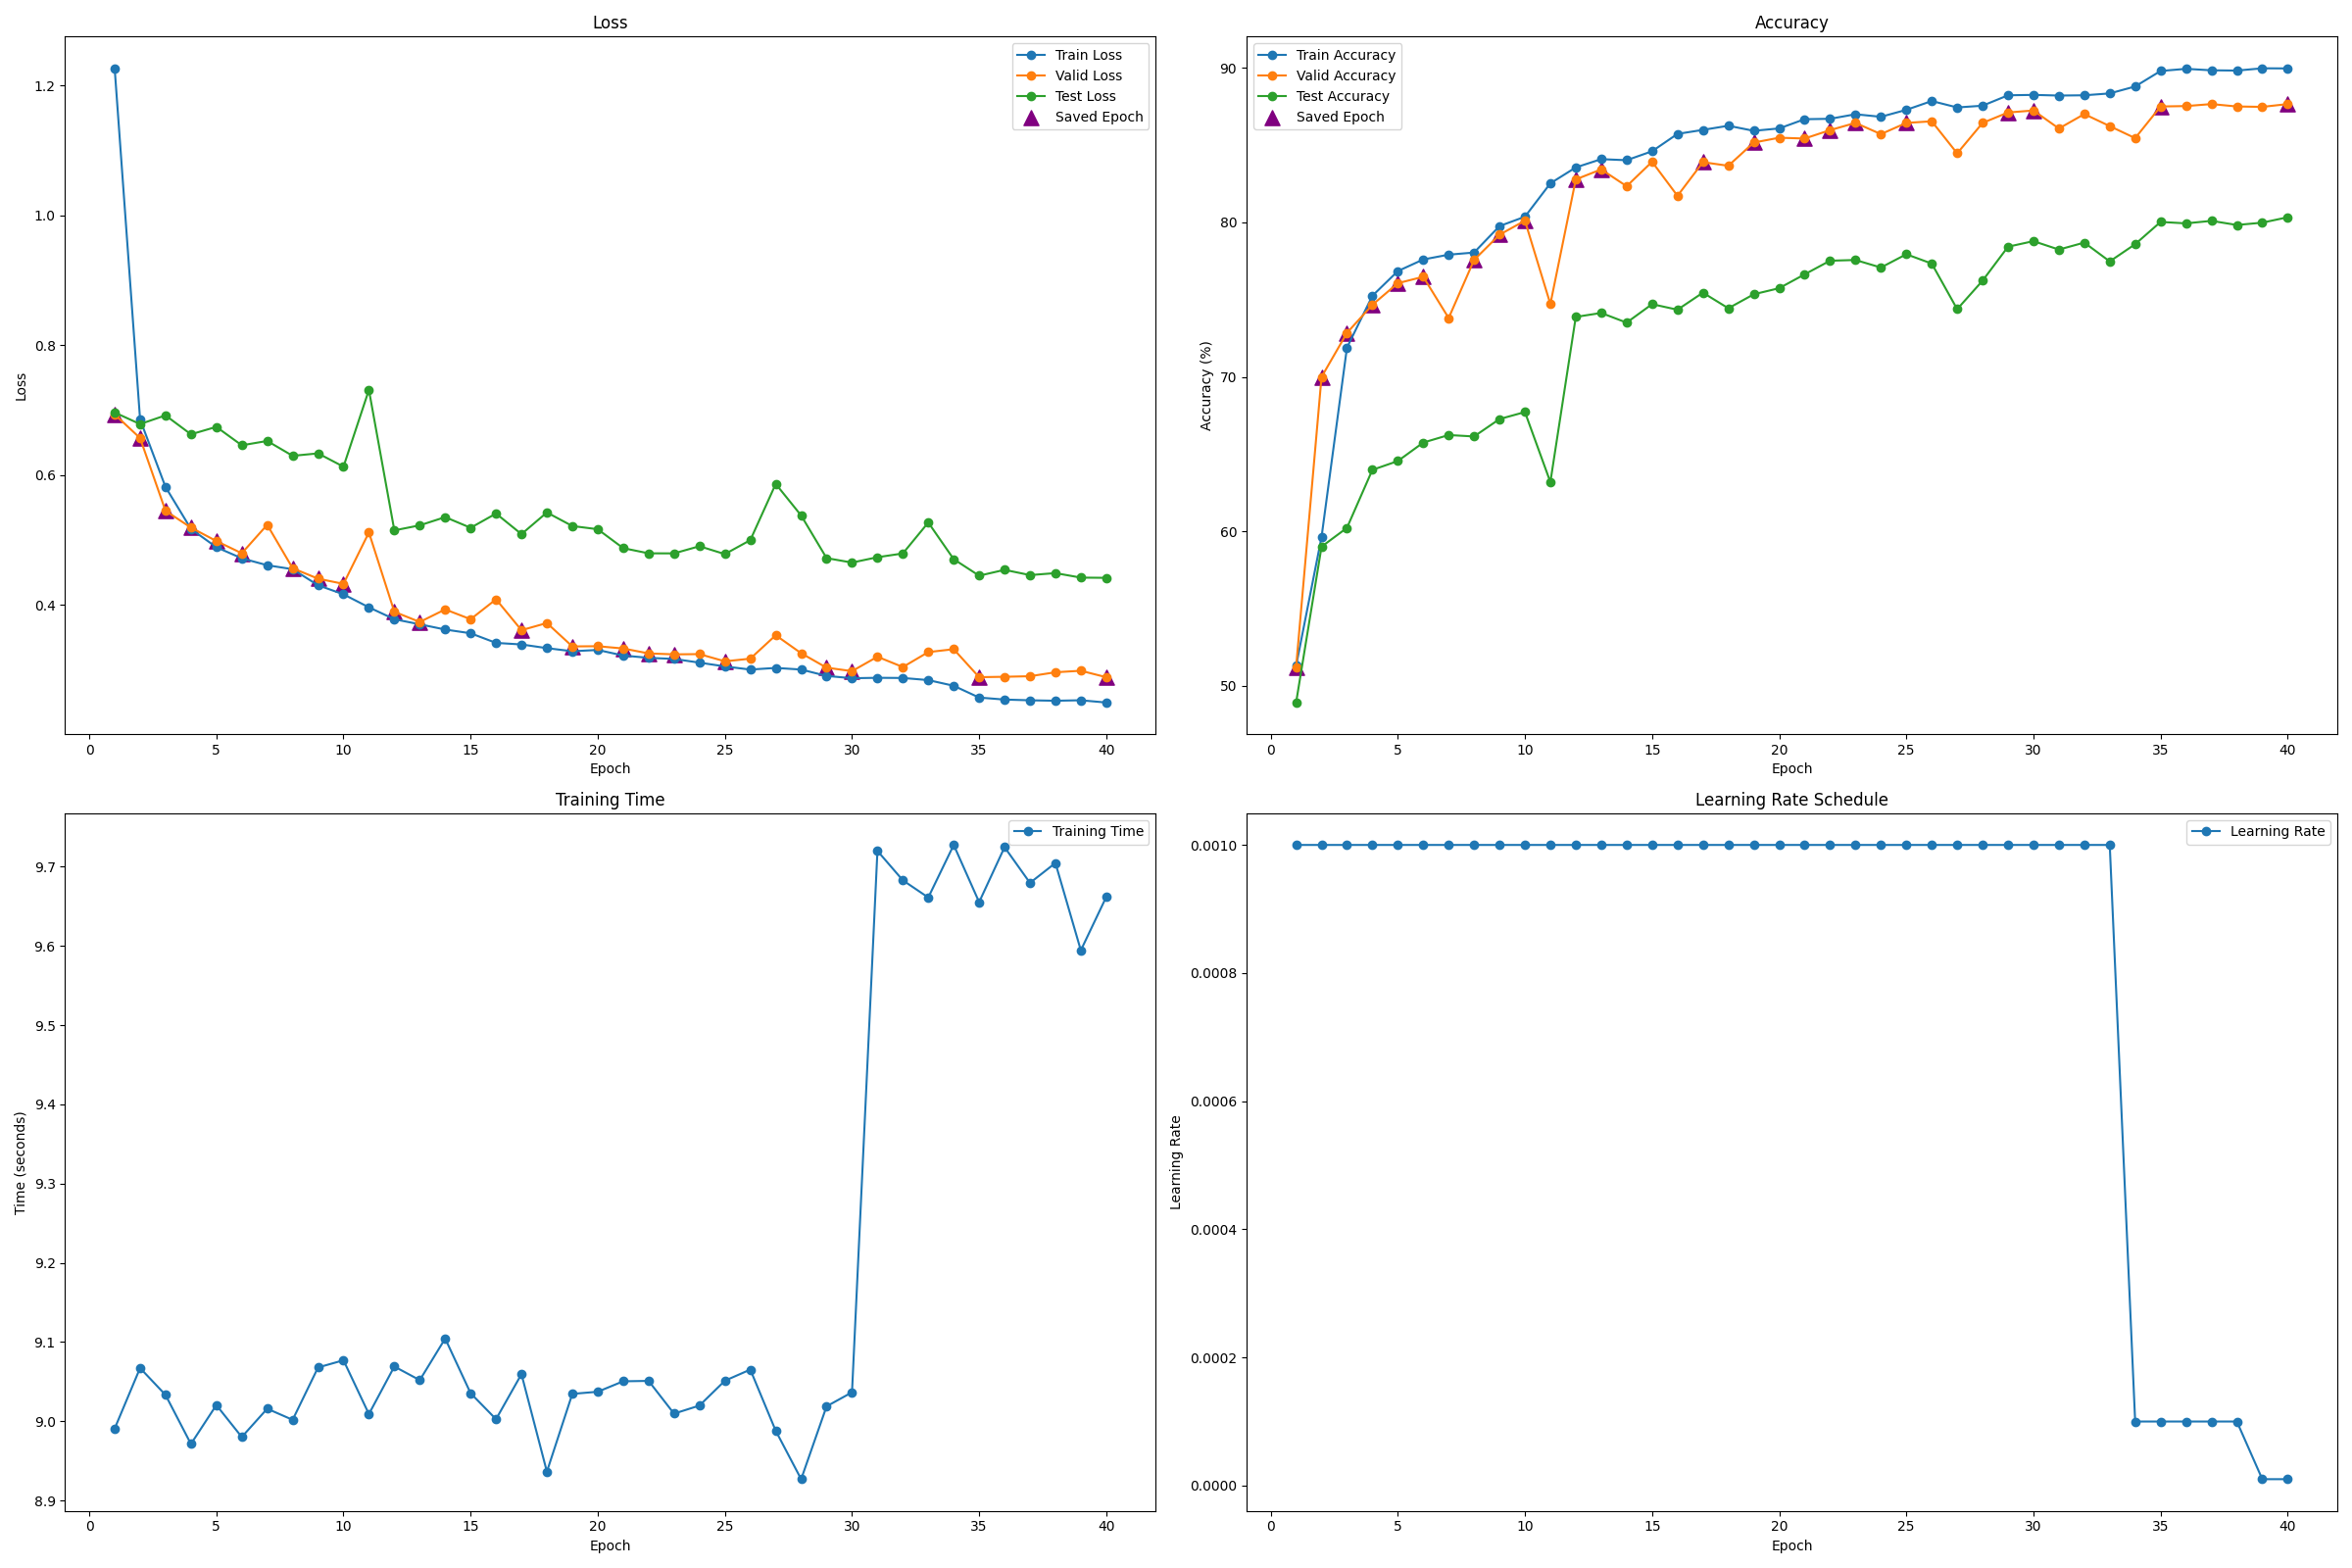 Loss
Train Loss
Valid Loss
Test Loss
Saved Epoch
1.2
1.0
0.8
0.6
0.4
Loss
0 5 10 15 20 25 30 35 40
Epoch
Accuracy
Train Accuracy
Valid Accuracy
Test Accuracy
Saved Epoch
90
80
70
60
50
Accuracy (%)
0 5 10 15 20 25 30 35 40
Epoch
Training Time
Training Time
9.7
9.6
9.5
9.4
9.3
9.2
9.1
9.0
8.9
Time (seconds)
0 5 10 15 20 25 30 35 40
Epoch
Learning Rate Schedule
Learning Rate
0.0010
0.0008
0.0006
0.0004
0.0002
0.0000
Learning Rate
0 5 10 15 20 25 30 35 40
Epoch